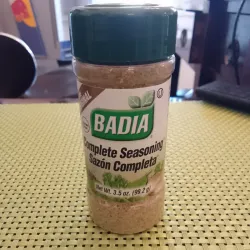 BADIA
Complete Seasoning
Sazón Completa
Net Wt. 3.5 oz. (99.2 g)